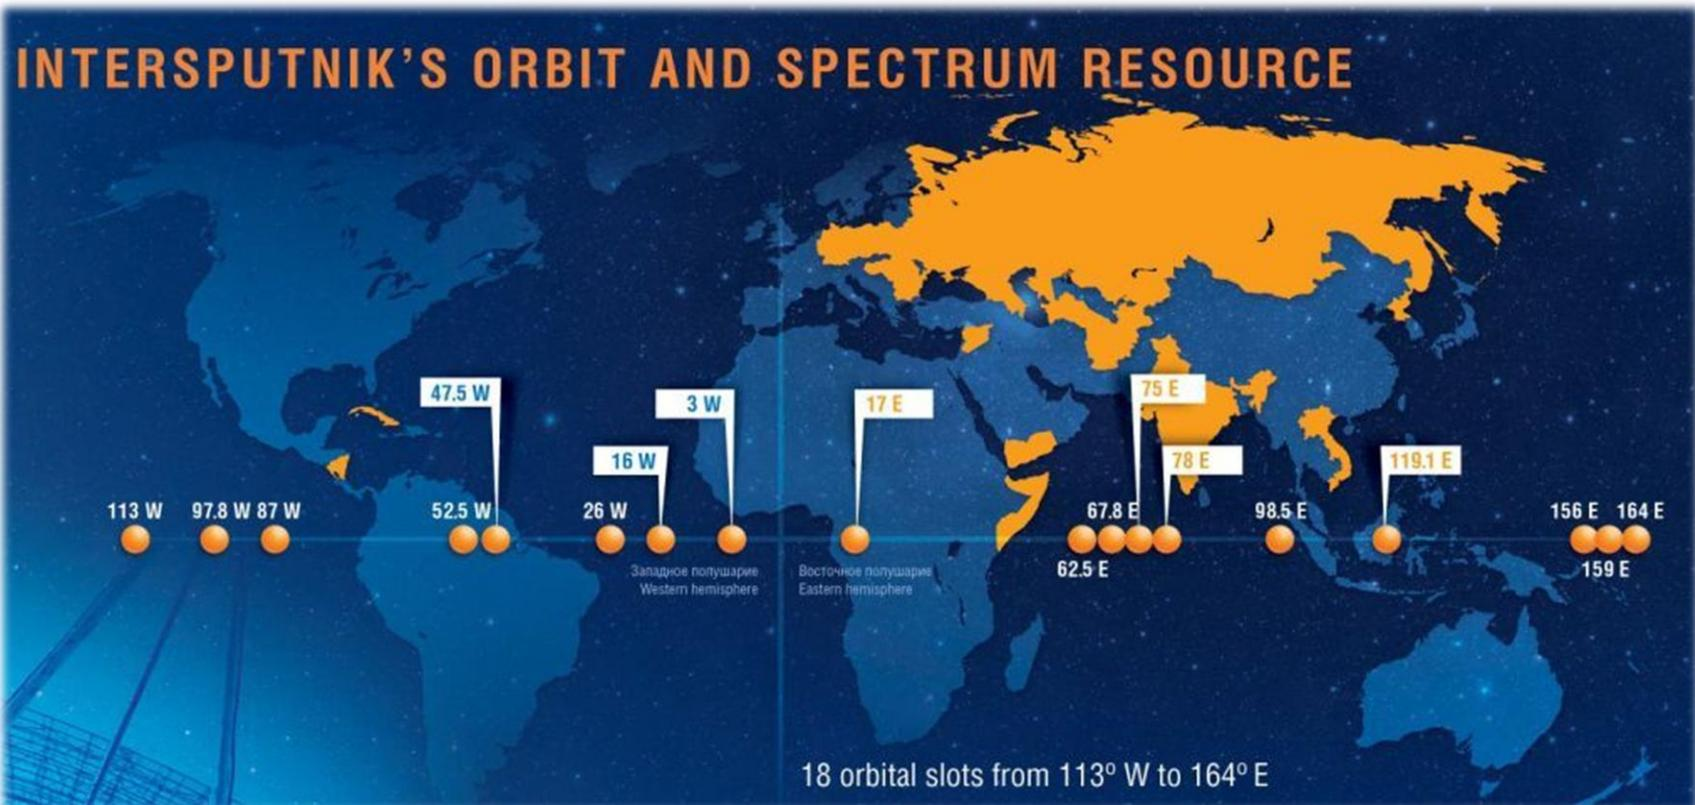 INTERSPUTNIK'S ORBIT AND SPECTRUM RESOURCE
47.5 W
3 W
17 E
75 E
16 W
78 E
119.1 E
113 W
97.8 W
87 W
52.5 W
26 W
67.8 E
98.5 E
156 E
164 E
62.5 E
159 E
Западное полушарие
Western hemisphere
Восточное полушарие
Eastern hemisphere
18 orbital slots from 113º W to 164º E